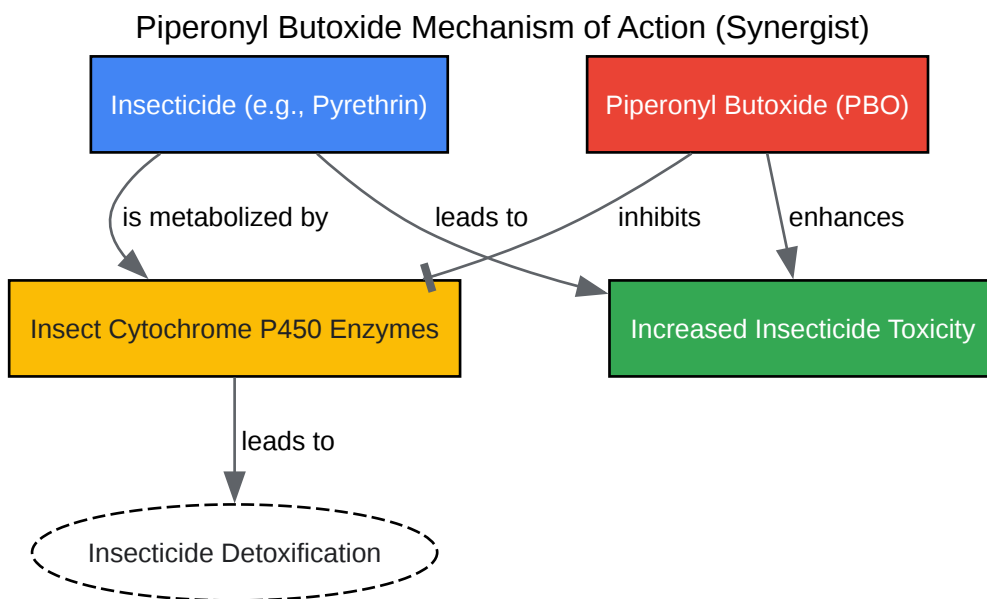 Piperonyl Butoxide Mechanism of Action (Synergist)
Insecticide (e.g., Pyrethrin)
Piperonyl Butoxide (PBO)
is metabolized by
leads to
inhibits
enhances
Insect Cytochrome P450 Enzymes
Increased Insecticide Toxicity
leads to
Insecticide Detoxification